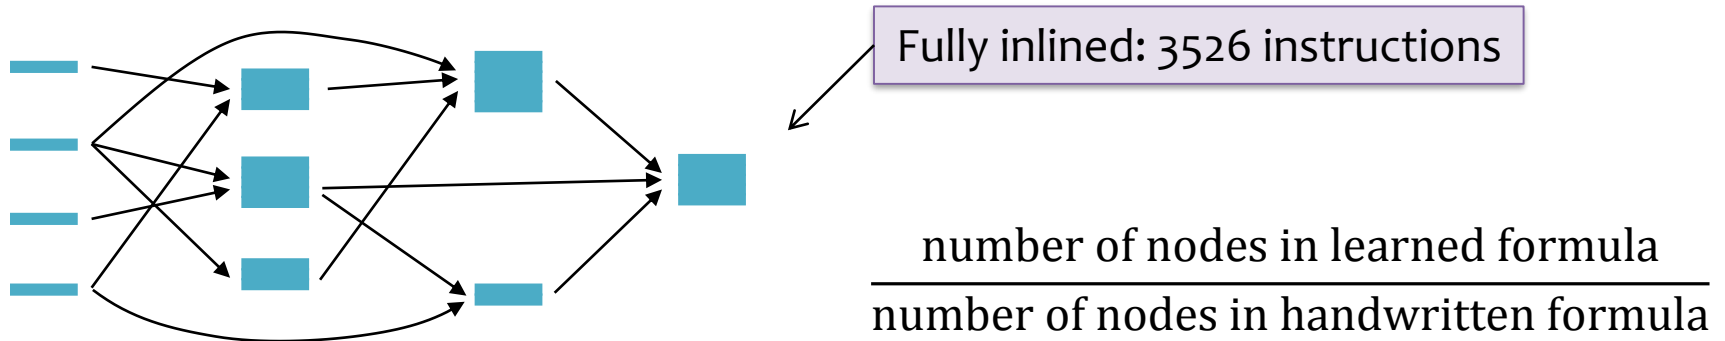 Fully inlined: 3526 instructions
number of nodes in learned formula
number of nodes in handwritten formula